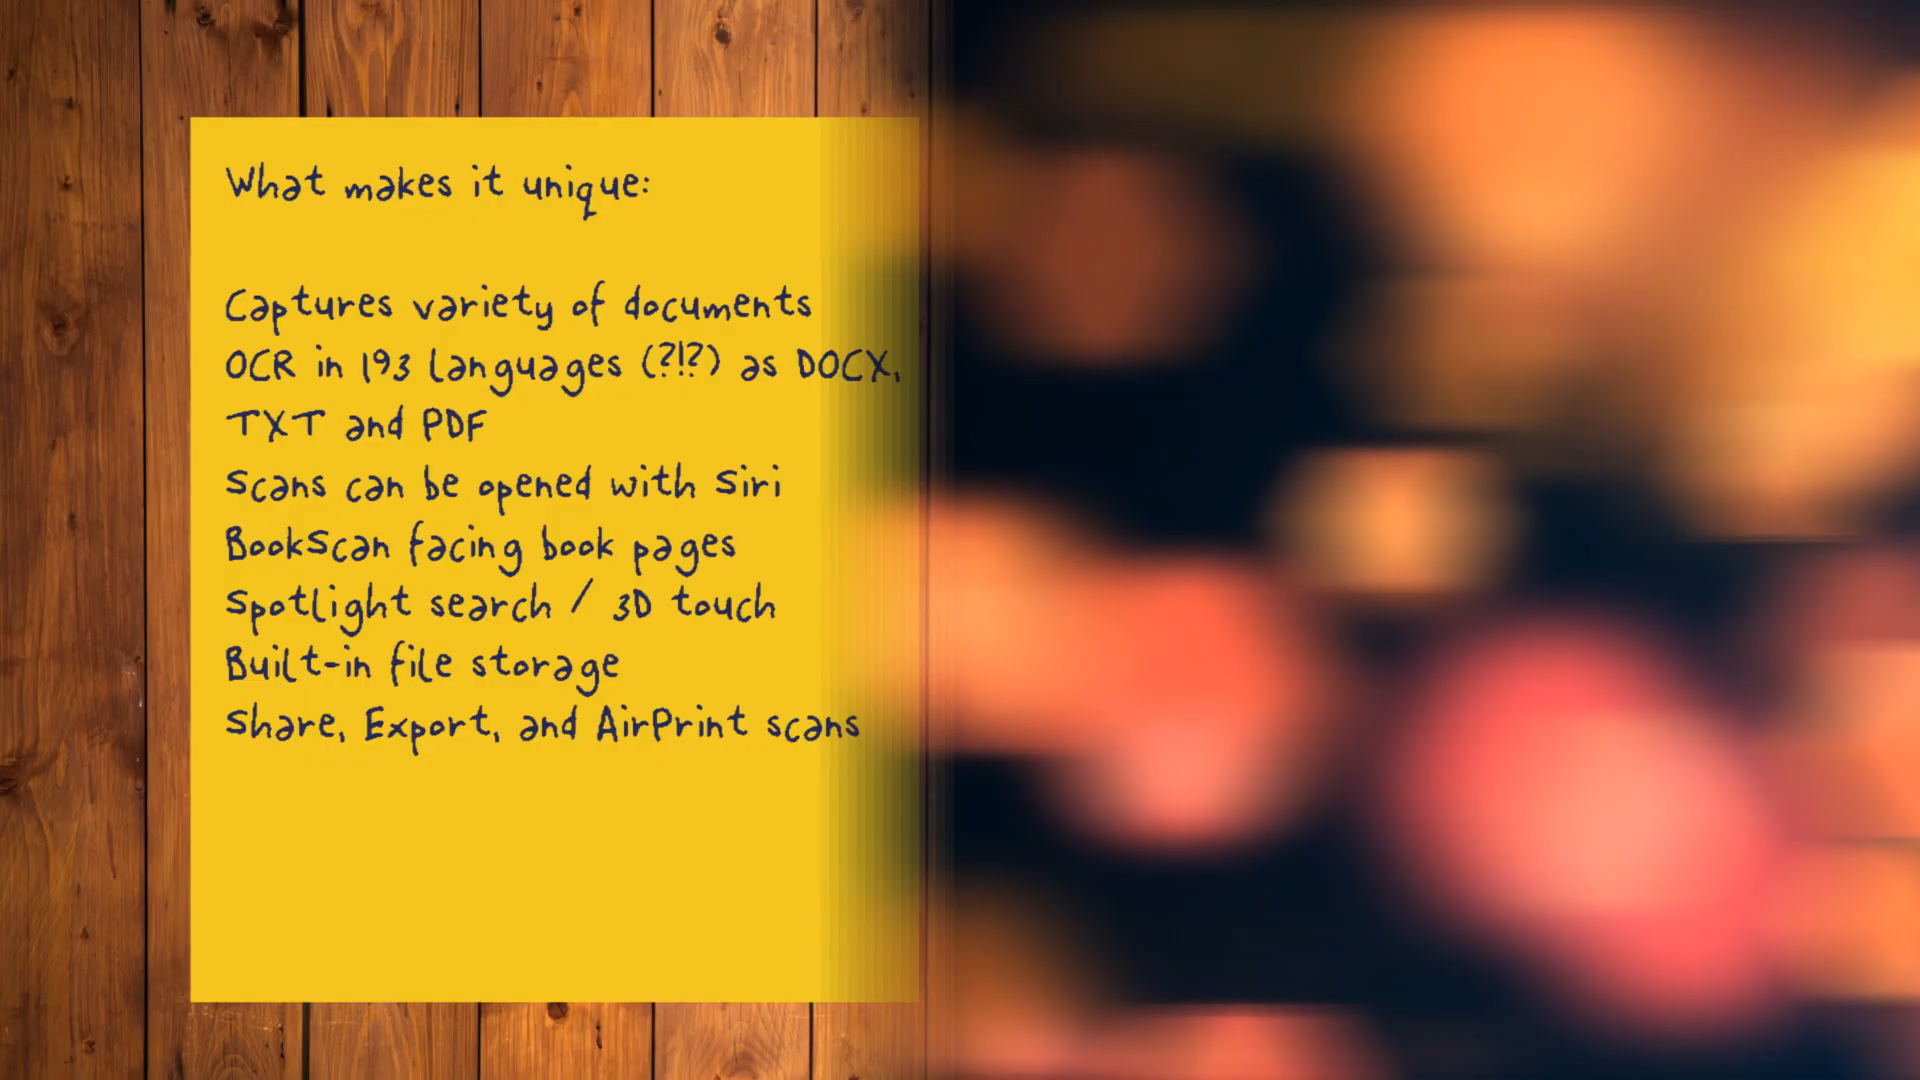 What makes it unique:
Captures variety of documents
OCR in 193 languages (?!?) as DOCX,
TXT and PDF
Scans can be opened with Siri
BookScan facing book pages
Spotlight search / 3D touch
Built-in file storage
Share, Export, and AirPrint scans